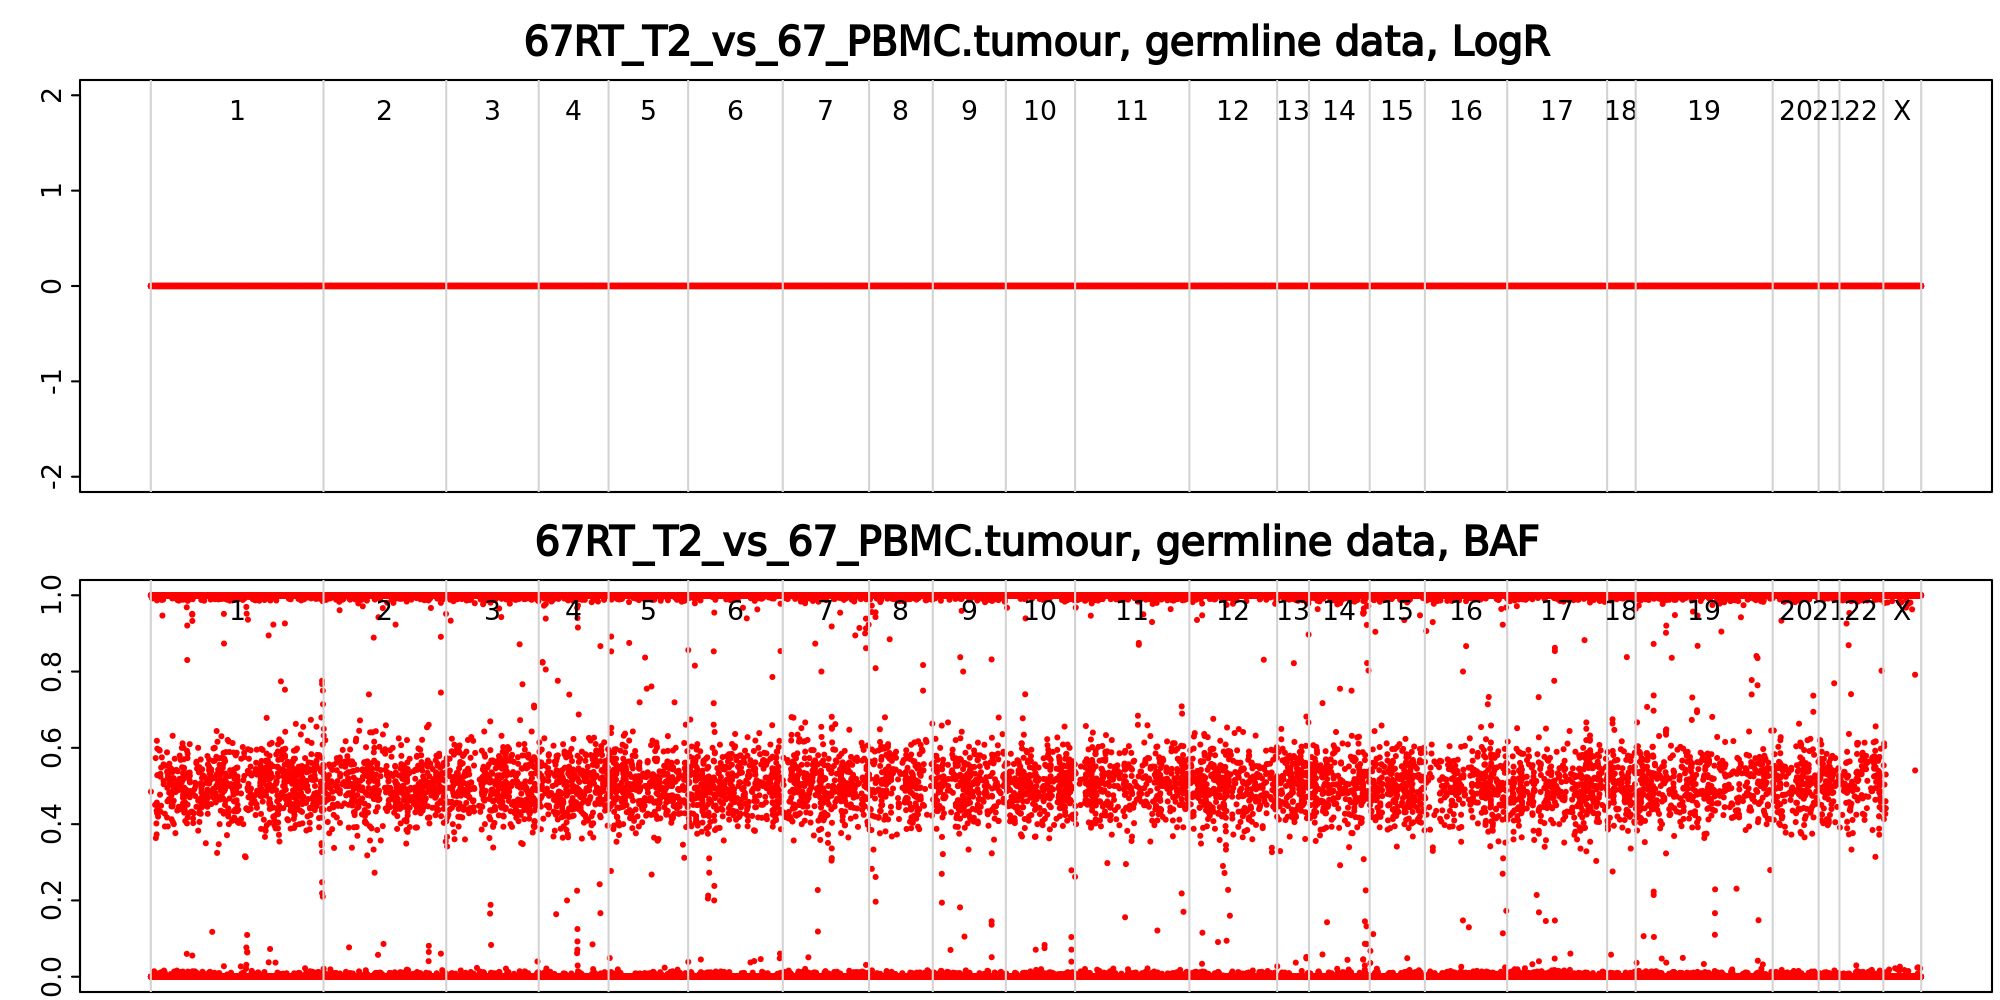 67RT_T2_vs_67_PBMC.tumour, germline data, LogR
2
1 2 3 4 5 6 7 8 9 10 11 12 13 14 15 16 17 18 19 20 21 22 X
1
0
-1
-2
67RT_T2_vs_67_PBMC.tumour, germline data, BAF
1.0
1 2 3 4 5 6 7 8 9 10 11 12 13 14 15 16 17 18 19 20 21 22 X
0.8
0.6
0.4
0.2
0.0